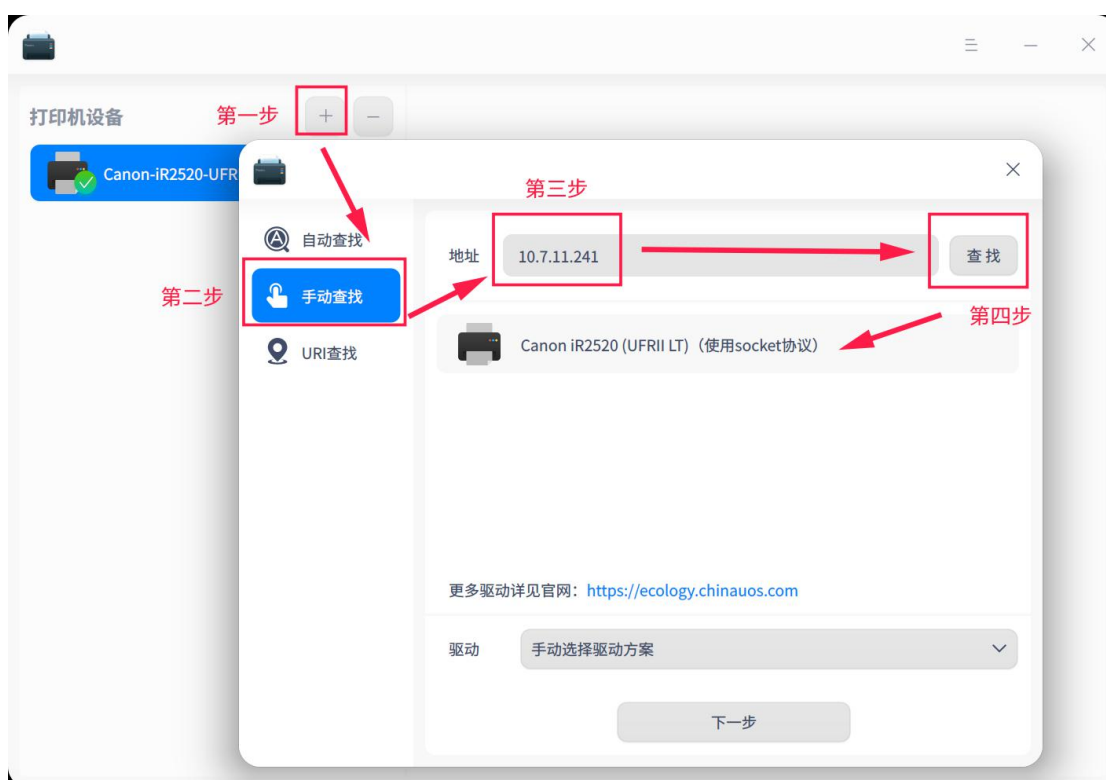 打印机设备
第一步
Canon-iR2520-UFR
第三步
自动查找
地址
10.7.11.241
查找
第二步
手动查找
第四步
Canon iR2520 (UFRII LT)（使用socket协议）
URI查找
更多驱动详见官网：https://ecology.chinauos.com
驱动
手动选择驱动方案
下一步